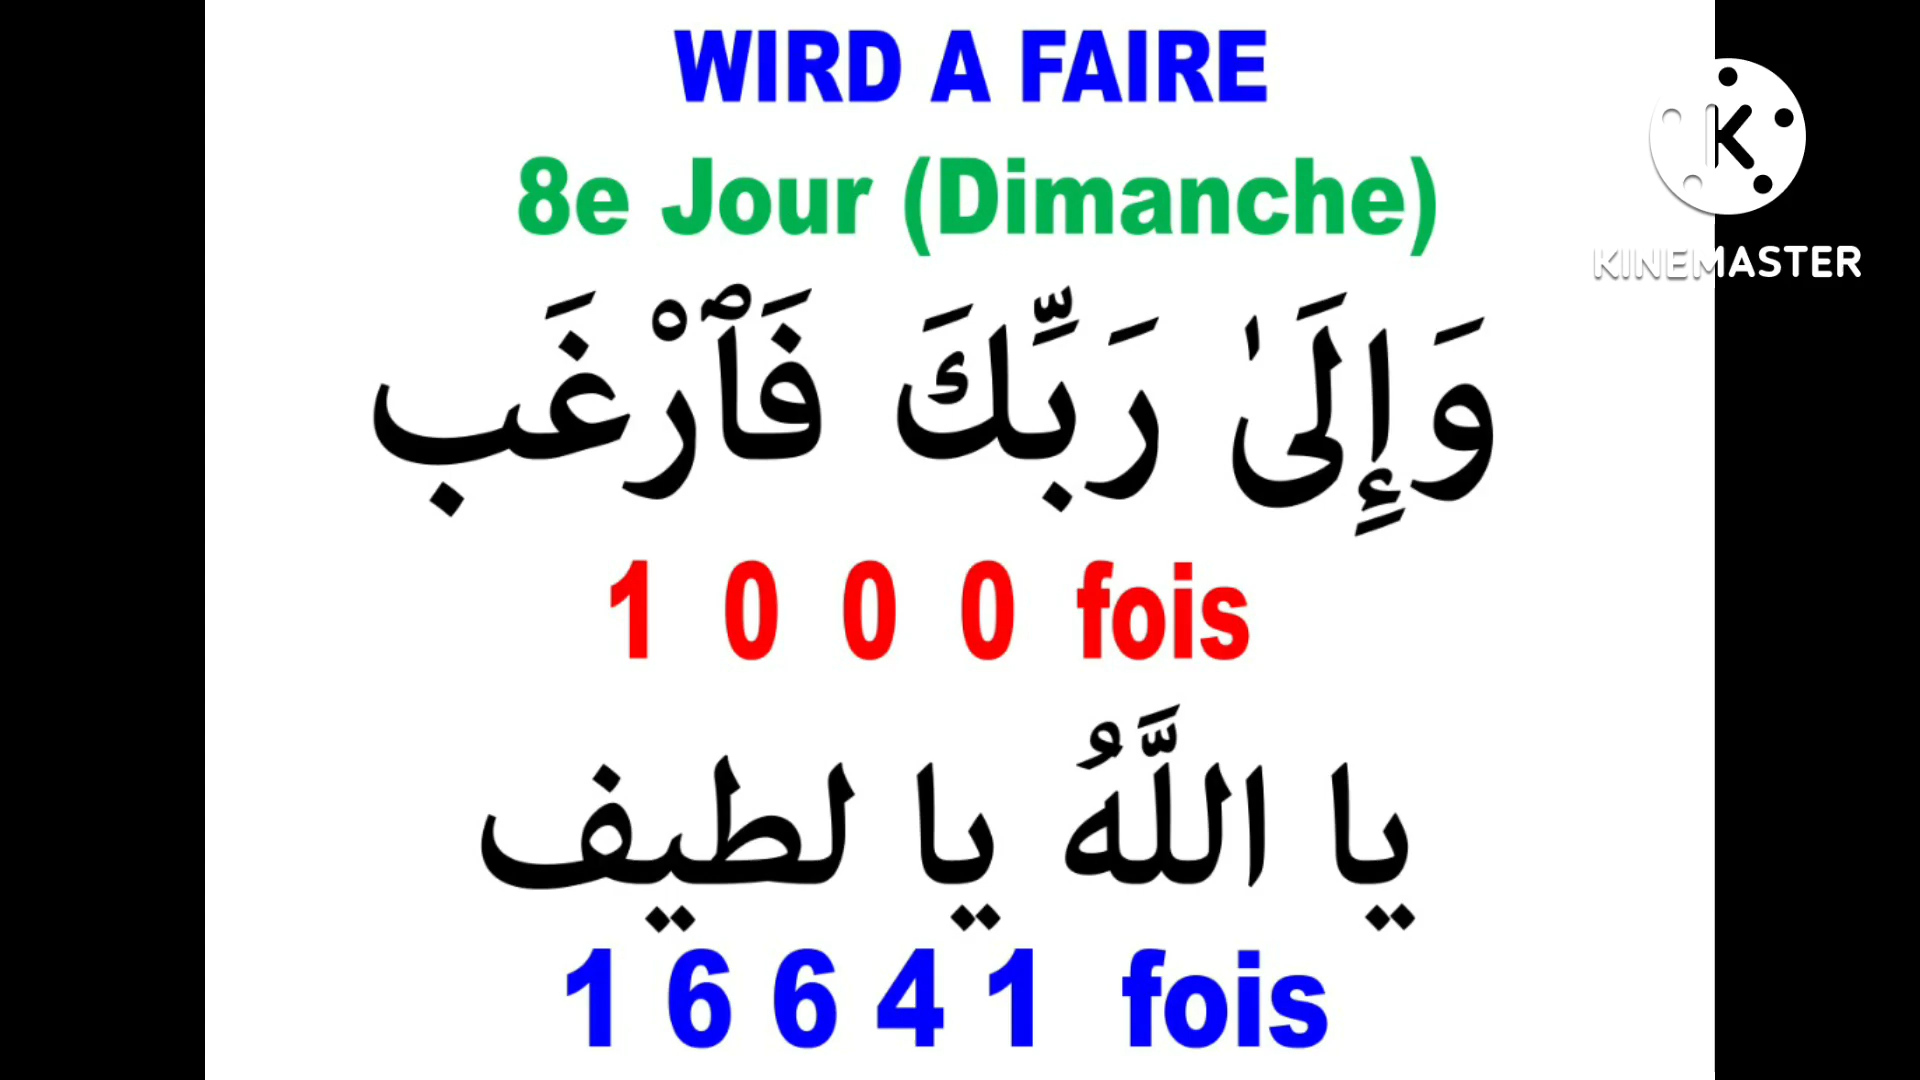 WIRD A FAIRE
8e Jour (Dimanche)
وَإِلَىٰ رَبِّكَ فَٱرْغَب
1 0 0 0 fois
يا اللَّهُ يا لطيف
1 6 6 4 1 fois
K
KINEMASTER